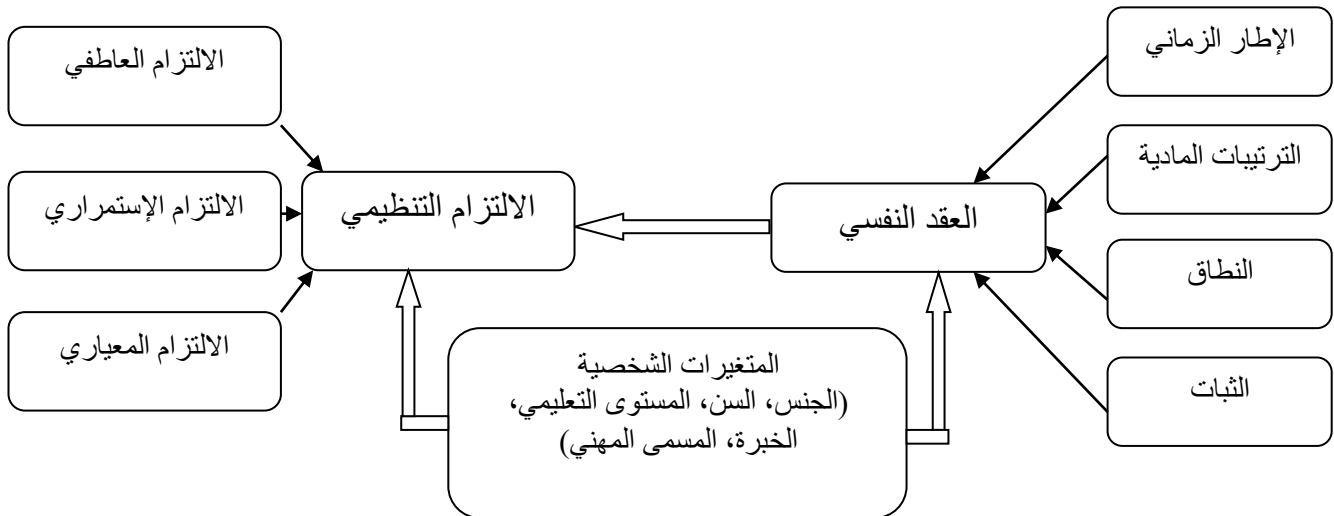 الإطار الزماني
الالتزام العاطفي
الترتيبات المادية
العقد النفسي
الالتزام التنظيمي
الالتزام الإستمراري
النطاق
الالتزام المعياري
المتغيرات الشخصية
(الجنس، السن، المستوى التعليمي،
الخبرة، المسمى المهني)
الثبات